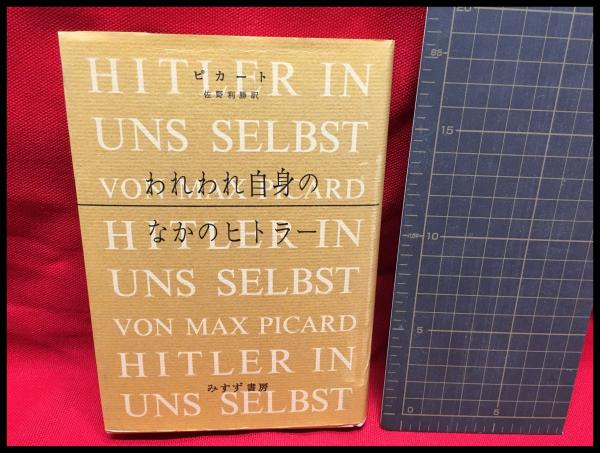 HITLER IN
ピカート
佐野利勝訳
UNS SELBST
われわれ自身の
VON MAX PICARD
なかのヒトラー
HITLER IN
UNS SELBST
VON MAX PICARD
HITLER IN
みすず書房
UNS SELBST
15
10
5
0
5